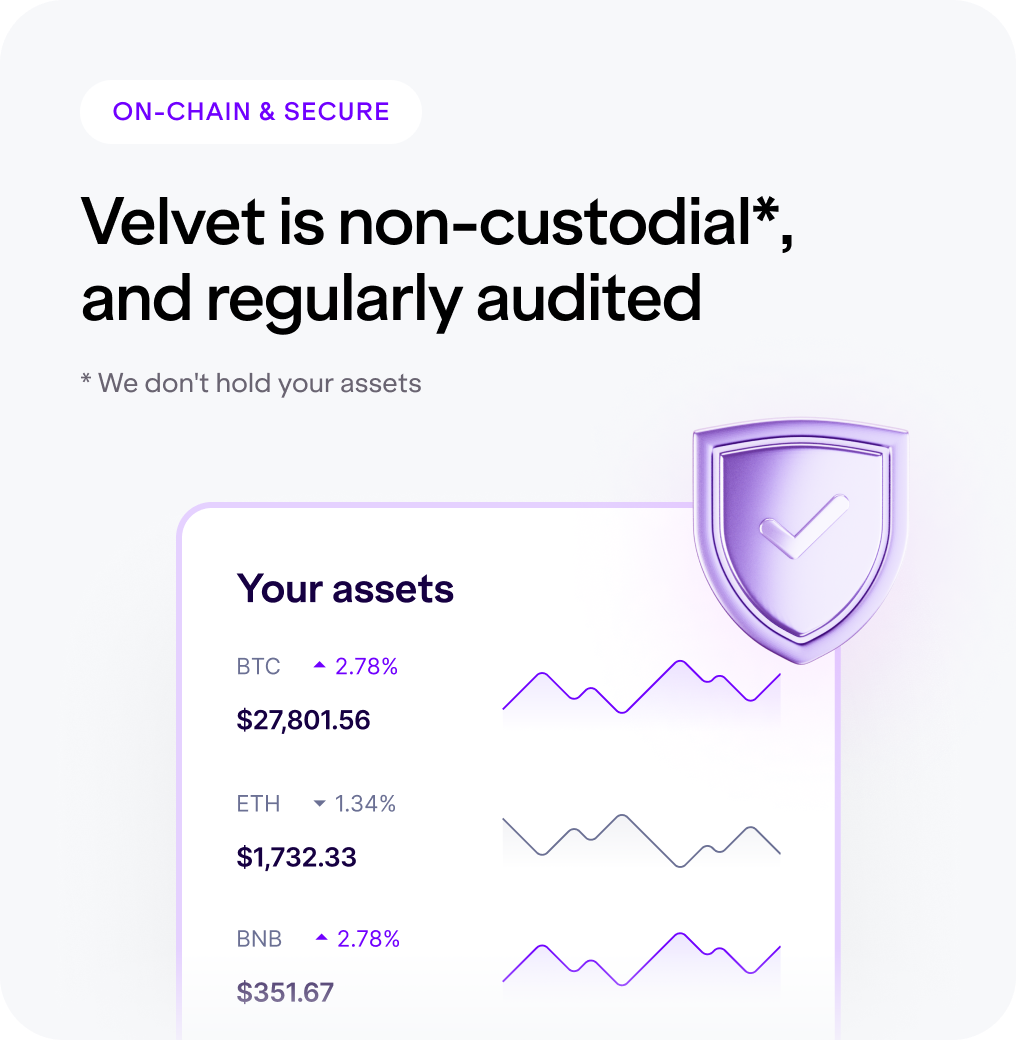 ON-CHAIN & SECURE
Velvet is non-custodial*,
and regularly audited
* We don't hold your assets
Your assets
BTC 2.78%
$27,801.56
ETH 1.34%
$1,732.33
BNB 2.78%
$351.67